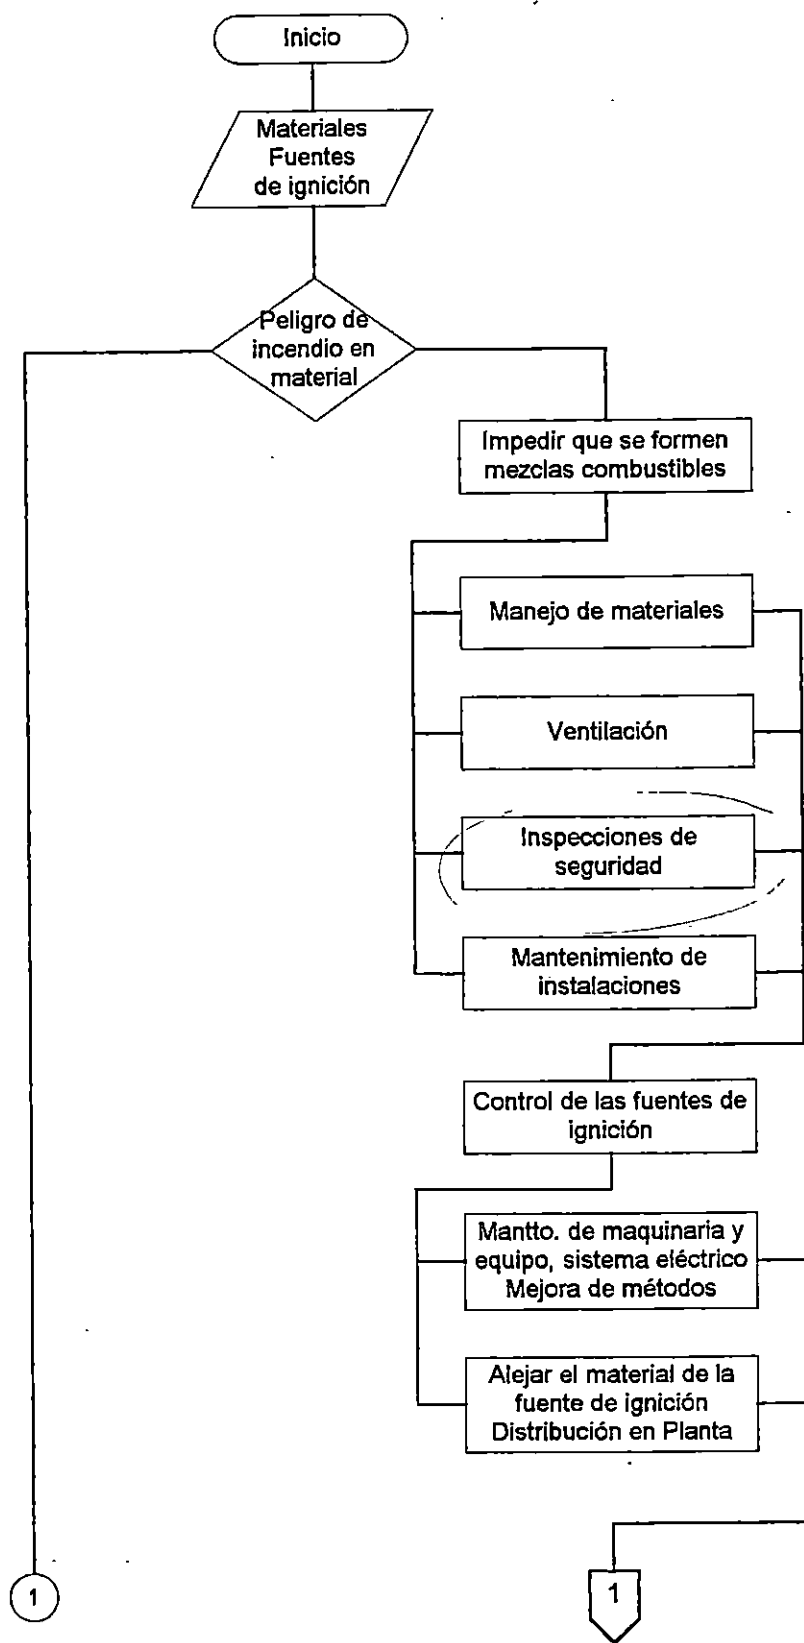 Inicio
Materiales
Fuentes
de ignición
Peligro de
incendio en
material
Impedir que se formen
mezclas combustibles
Manejo de materiales
Ventilación
Inspecciones de
seguridad
Mantenimiento de
instalaciones
Control de las fuentes de
ignición
Mantto. de maquinaria y
equipo, sistema eléctrico
Mejora de métodos
Alejar el material de la
fuente de ignición
Distribución en Planta
1
1